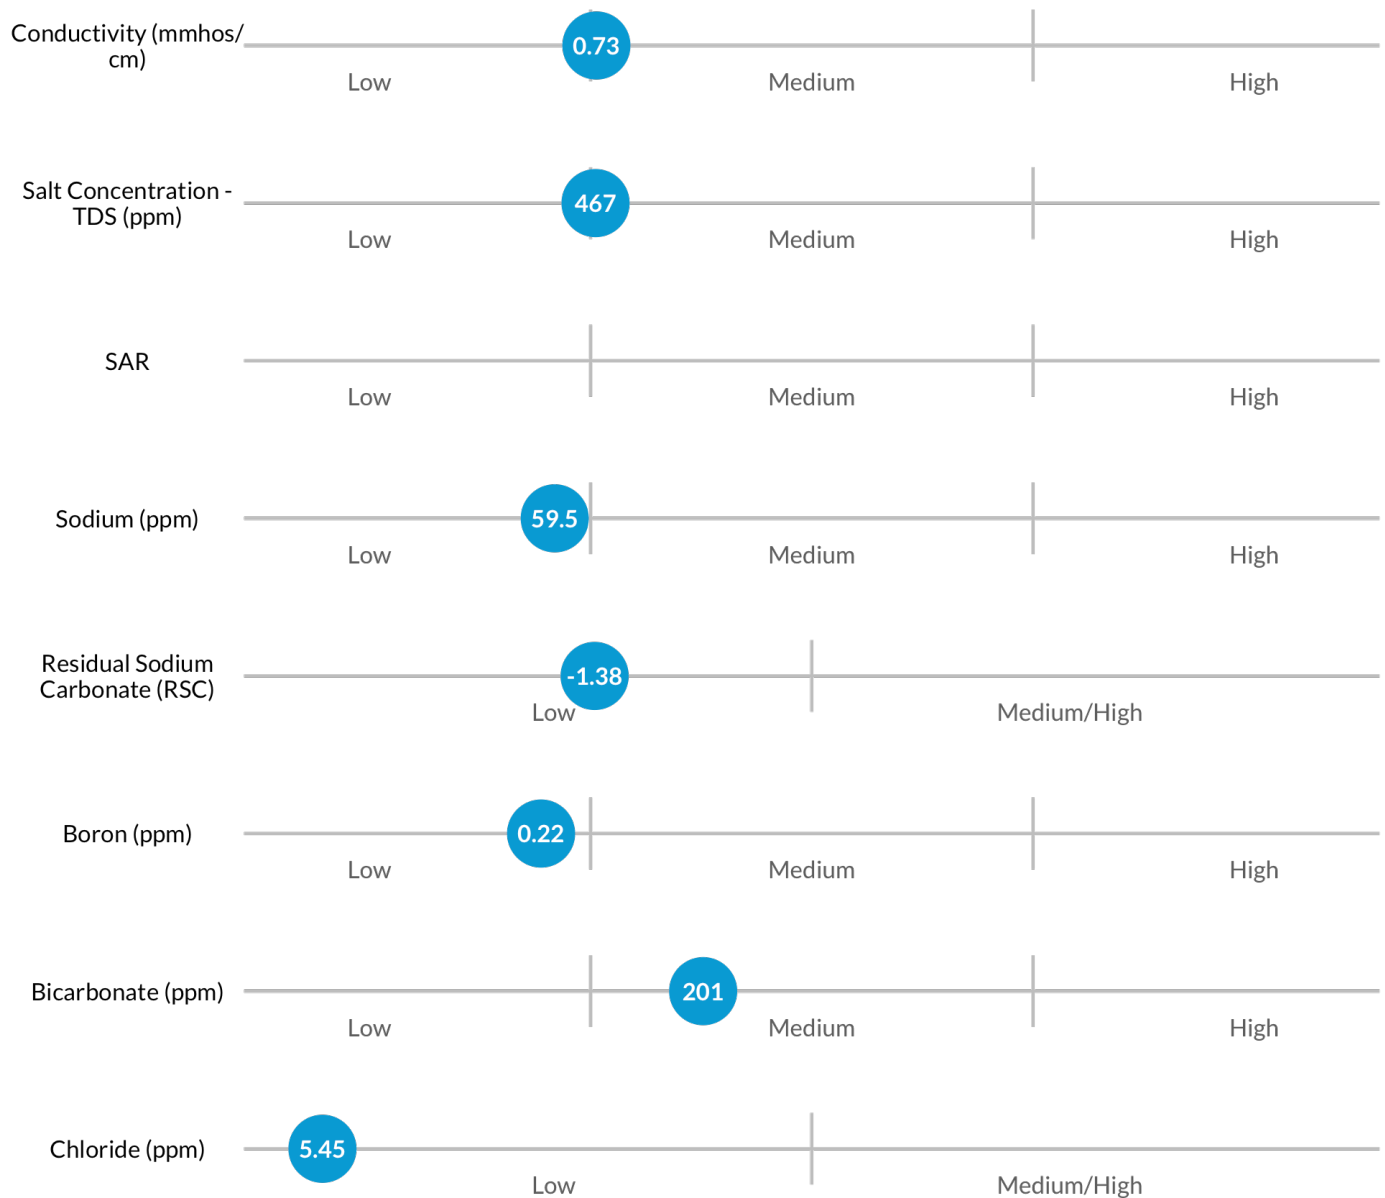 Conductivity (mmhos/
cm)
0.73
Low
Medium
High
Salt Concentration -
TDS (ppm)
467
Low
Medium
High
SAR
Low
Medium
High
Sodium (ppm)
59.5
Low
Medium
High
Residual Sodium
Carbonate (RSC)
-1.38
Low
Medium/High
Boron (ppm)
0.22
Low
Medium
High
Bicarbonate (ppm)
201
Low
Medium
High
Chloride (ppm)
5.45
Low
Medium/High